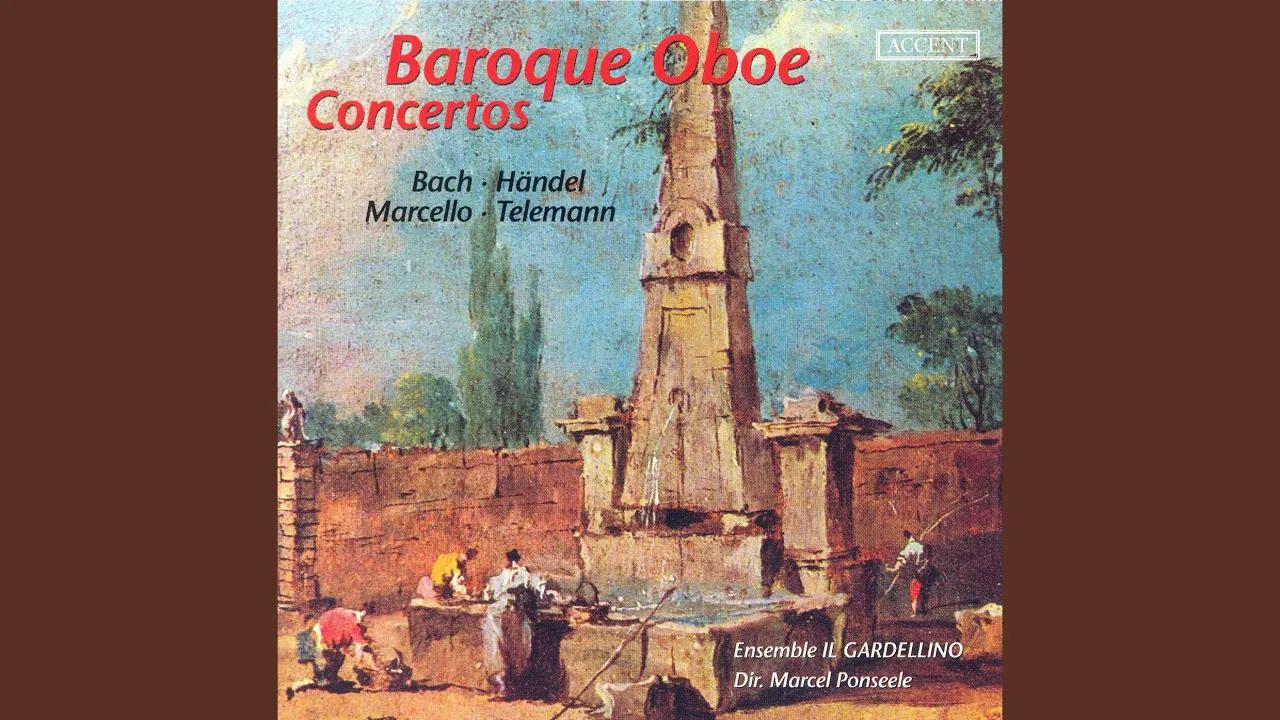 Baroque Oboe
Concertos
ACCENT
Bach · Händel
Marcello · Telemann
Ensemble IL GARDELLINO
Dir. Marcel Ponseele